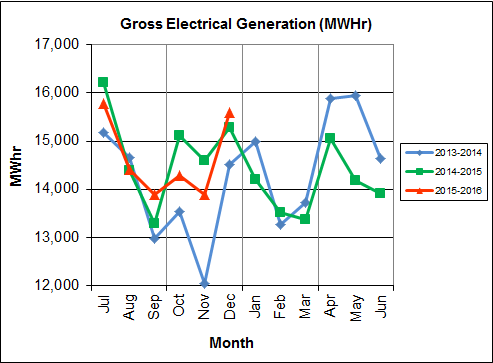 Gross Electrical Generation (MWHr)
17,000
16,000
15,000
14,000
13,000
12,000
MWhr
Jul Aug Sep Oct Nov Dec Jan Feb Mar Apr May Jun
Month
2013-2014
2014-2015
2015-2016